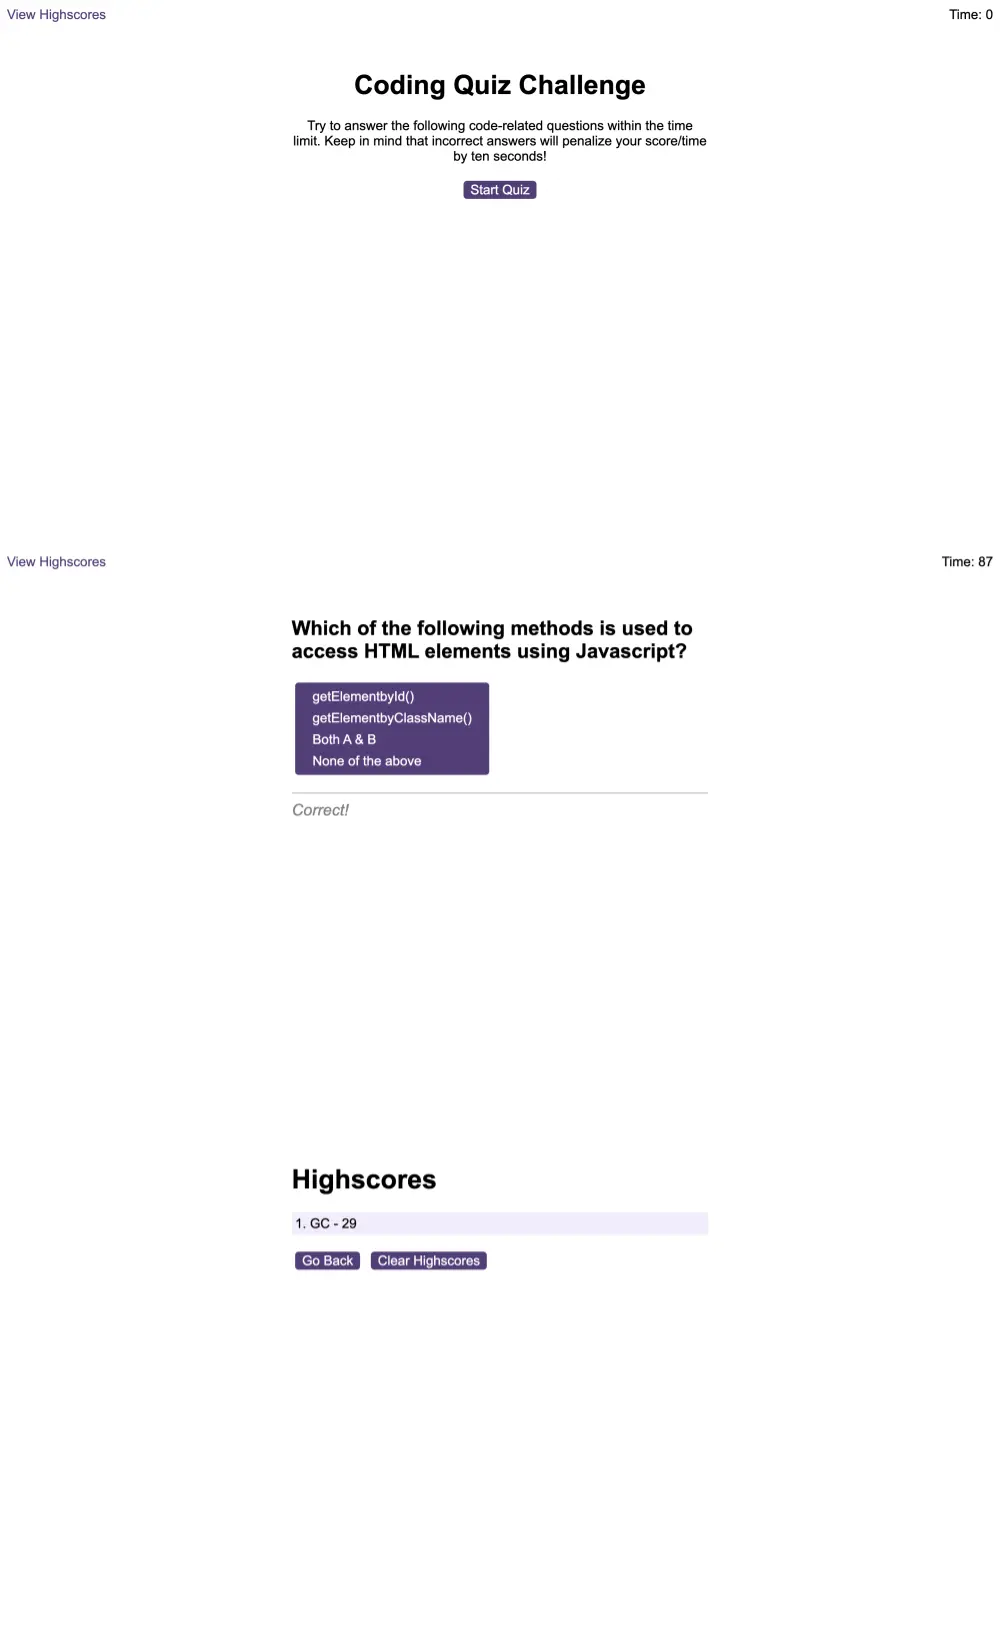 View Highscores
Time: 0
Coding Quiz Challenge
Try to answer the following code-related questions within the time
limit. Keep in mind that incorrect answers will penalize your score/time
by ten seconds!
Start Quiz
View Highscores
Time: 87
Which of the following methods is used to
access HTML elements using Javascript?
getElementbyId()
getElementbyClassName()
Both A & B
None of the above
Correct!
Highscores
1. GC - 29
Go Back
Clear Highscores